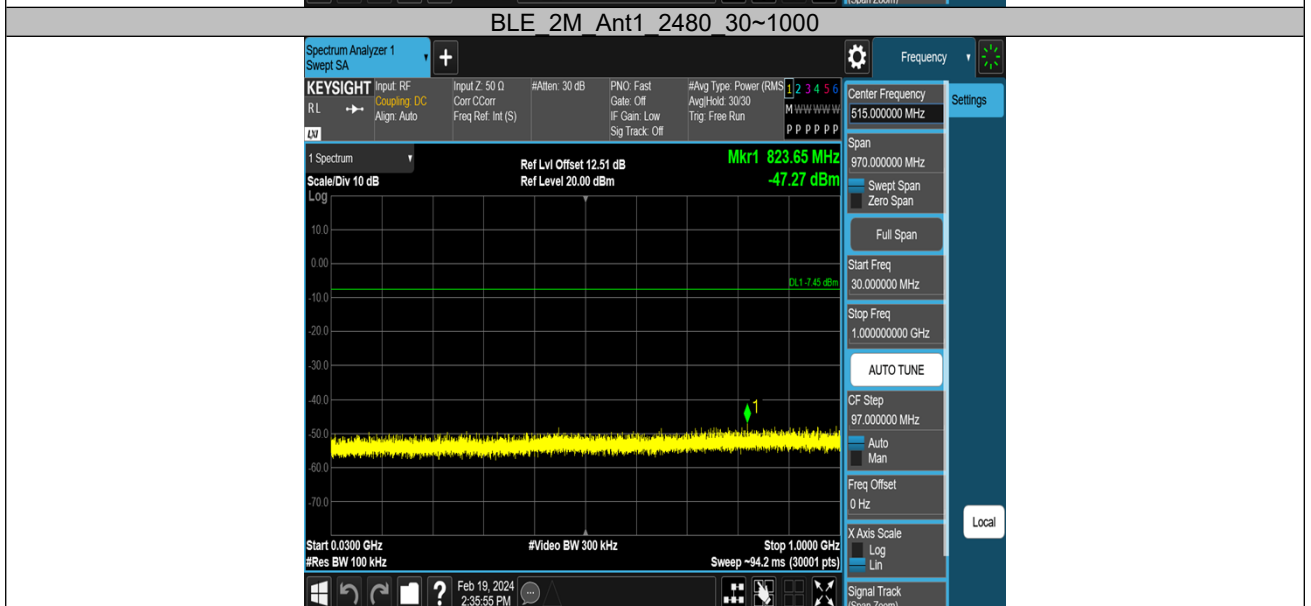 (Span Zoom)
BLE_2M_Ant1_2480_30~1000
Spectrum Analyzer 1
Swept SA
+
Frequency
KEYSIGHT
RL
LXI
Input: RF
Coupling: DC
Align: Auto
Input Z: 50 Ω
Corr CCorr
Freq Ref: Int (S)
#Atten: 30 dB
PNO: Fast
Gate: Off
IF Gain: Low
Sig Track: Off
#Avg Type: Power (RMS
Avg|Hold: 30/30
Trig: Free Run
1 2 3 4 5 6
M W W W W W
P P P P P P
1 Spectrum
Scale/Div 10 dB
Log
Ref Lvl Offset 12.51 dB
Ref Level 20.00 dBm
Mkr1 823.65 MHz
-47.27 dBm
10.0
0.00
-10.0
-20.0
-30.0
-40.0
-50.0
-60.0
-70.0
DL1 -7.45 dBm
1
Start 0.0300 GHz
#Res BW 100 kHz
#Video BW 300 kHz
Stop 1.0000 GHz
Sweep ~94.2 ms (30001 pts)
Center Frequency
515.000000 MHz
Span
970.000000 MHz
Swept Span
Zero Span
Full Span
Start Freq
30.000000 MHz
Stop Freq
1.000000000 GHz
AUTO TUNE
CF Step
97.000000 MHz
Auto
Man
Freq Offset
0 Hz
X Axis Scale
Log
Lin
Signal Track
(Span Zoom)
Settings
Local
?
Feb 19, 2024
2:35:55 PM